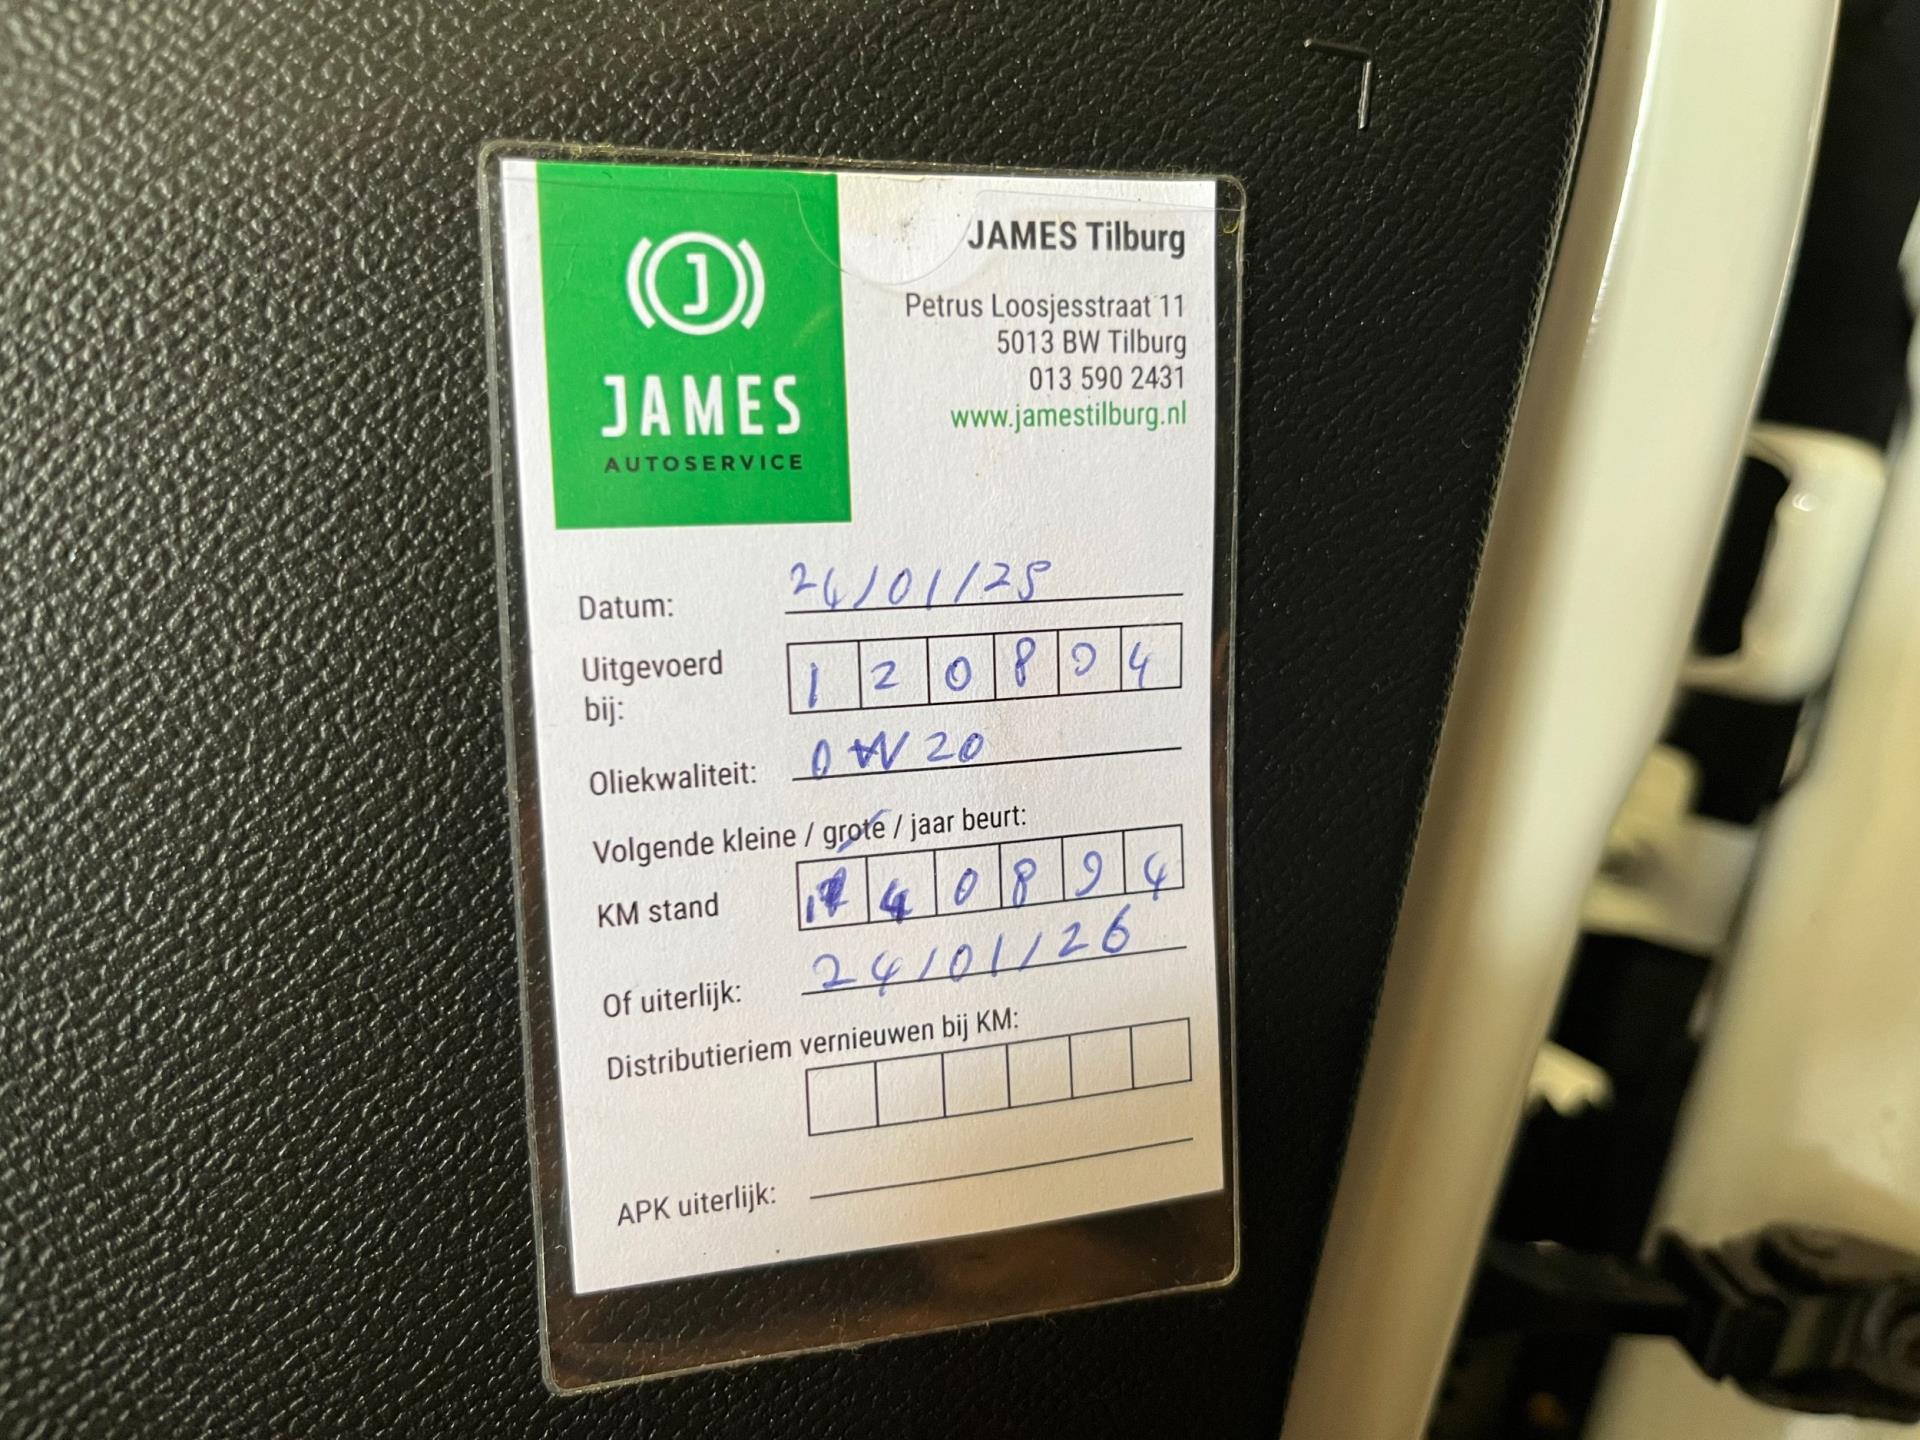 J
JAMES
AUTOSERVICE
JAMES Tilburg
Petrus Loosjesstraat 11
5013 BW Tilburg
013 590 2431
www.jamestilburg.nl
Datum: 24/01/25
Uitgevoerd
bij: 120894
Oliekwaliteit: 0W20
Volgende kleine / grote / jaar beurt:
KM stand 140894
Of uiterlijk: 24/01/26
Distributieriem vernieuwen bij KM:
APK uiterlijk: